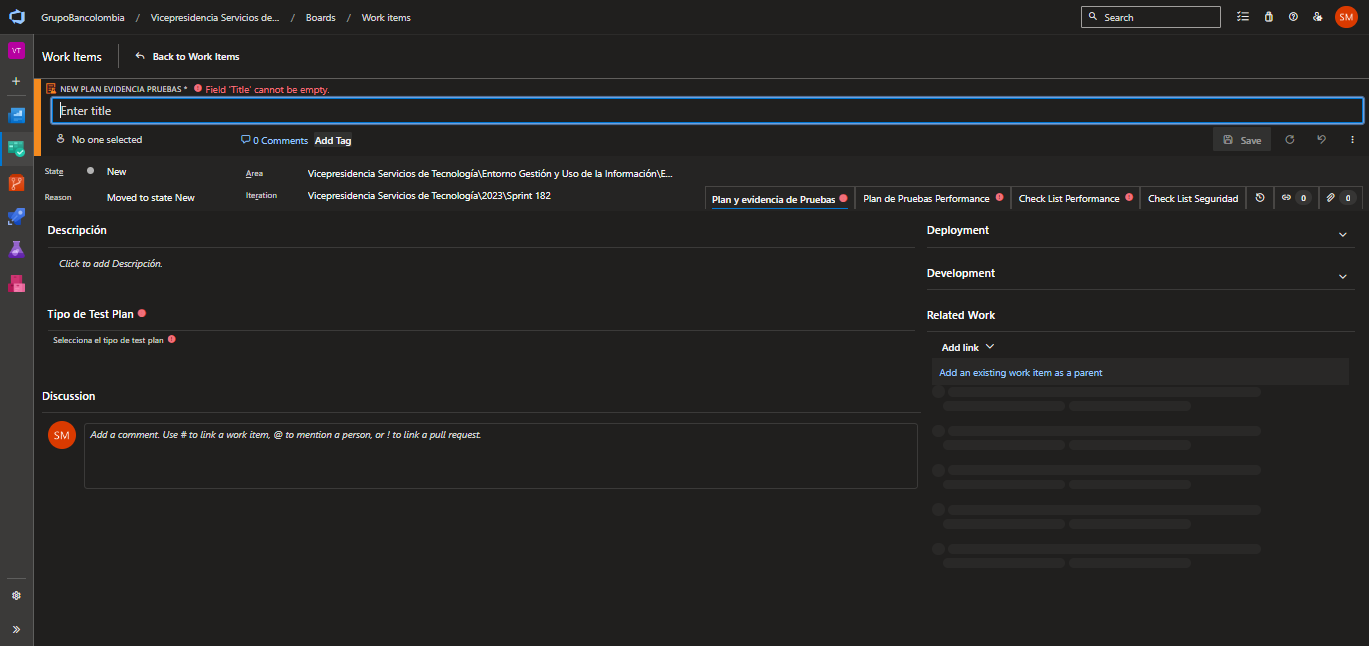 GrupoBancolombia / Vicepresidencia Servicios de... / Boards / Work items
Search
SM
VT
Work Items
Back to Work Items
NEW PLAN EVIDENCIA PRUEBAS * Field 'Title' cannot be empty.
Enter title
No one selected
0 Comments
Add Tag
Save
State
New
Area
Vicepresidencia Servicios de Tecnología\Entorno Gestión y Uso de la Información\E...
Reason
Moved to state New
Iteration
Vicepresidencia Servicios de Tecnología\2023\Sprint 182
Plan y evidencia de Pruebas
Plan de Pruebas Performance
Check List Performance
Check List Seguridad
0
0
Descripción
Click to add Descripción.
Tipo de Test Plan
Selecciona el tipo de test plan
Discussion
SM
Add a comment. Use # to link a work item, @ to mention a person, or ! to link a pull request.
Deployment
Development
Related Work
Add link
Add an existing work item as a parent